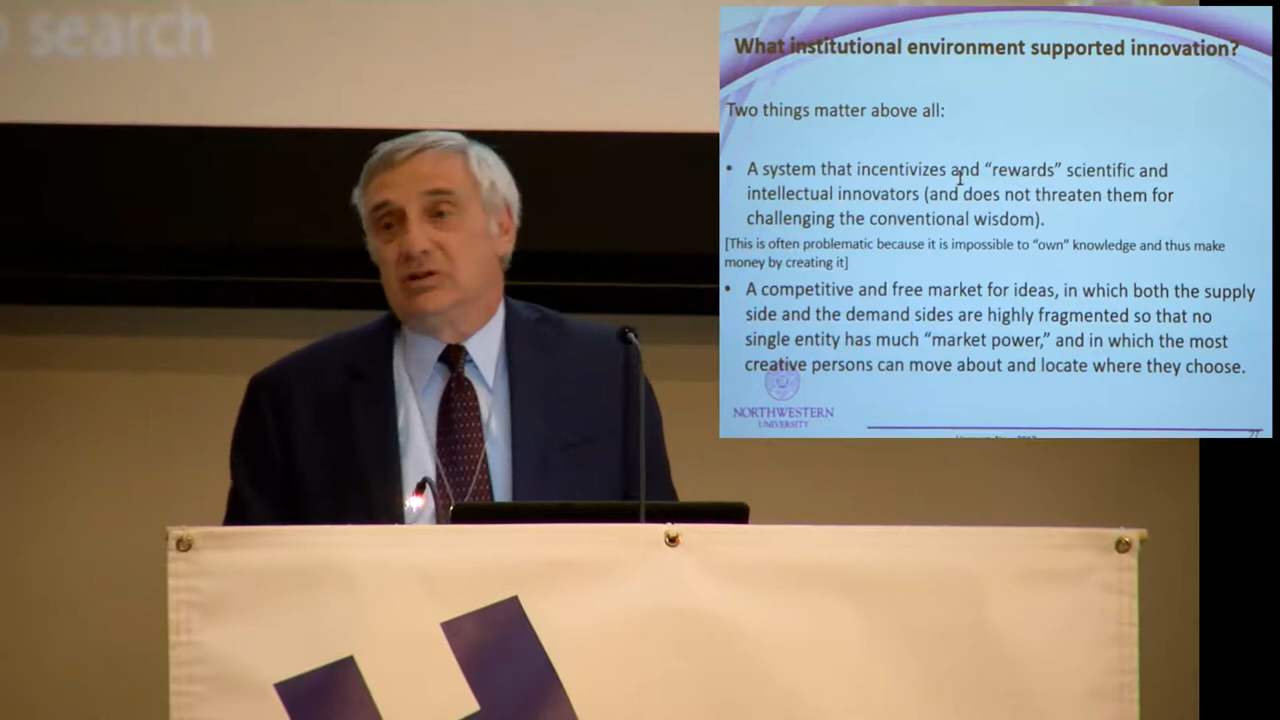 search
What institutional environment supported innovation?
Two things matter above all:
• A system that incentivizes and “rewards” scientific and
intellectual innovators (and does not threaten them for
challenging the conventional wisdom).
[This is often problematic because it is impossible to “own” knowledge and thus make
money by creating it]
• A competitive and free market for ideas, in which both the supply
side and the demand sides are highly fragmented so that no
single entity has much “market power,” and in which the most
creative persons can move about and locate where they choose.
NORTHWESTERN
UNIVERSITY